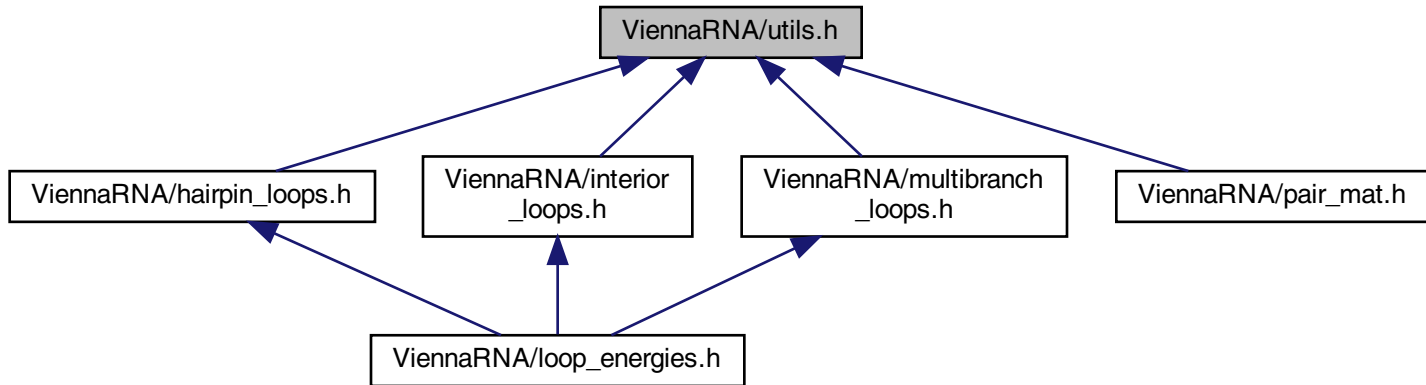 ViennaRNA/utils.h
ViennaRNA/hairpin_loops.h
ViennaRNA/interior
_loops.h
ViennaRNA/multibranch
_loops.h
ViennaRNA/pair_mat.h
ViennaRNA/loop_energies.h